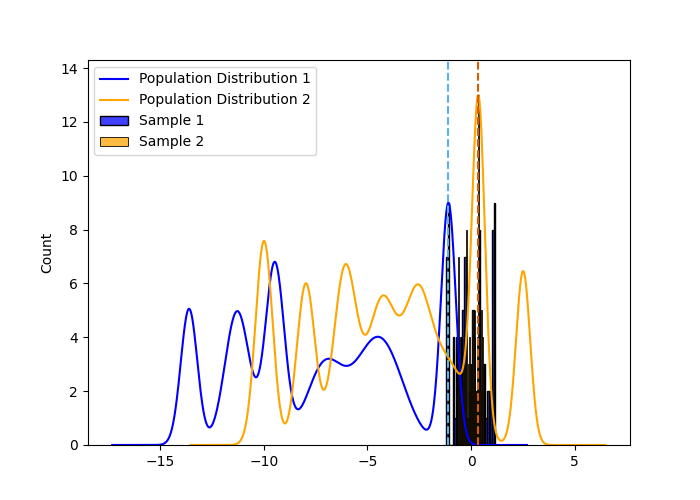 14
12
10
8
6
4
2
0
Count
Population Distribution 1
Population Distribution 2
Sample 1
Sample 2
−15
−10
−5
0
5